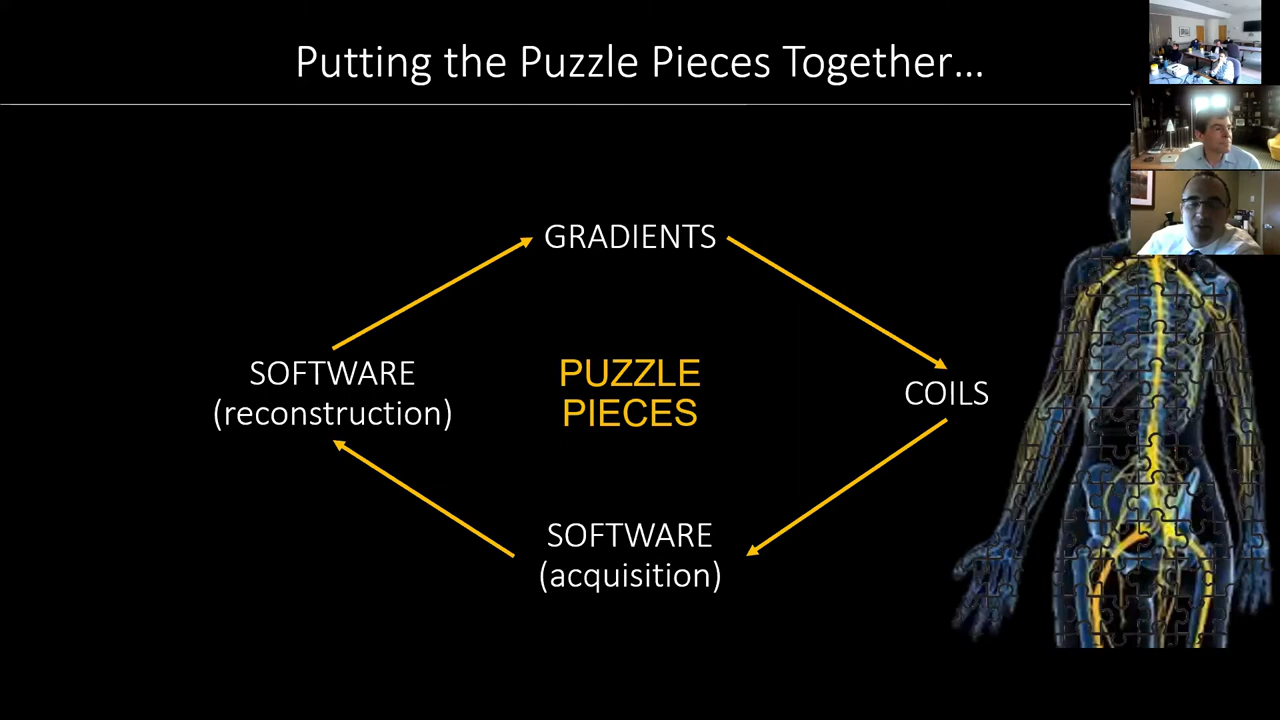 Putting the Puzzle Pieces Together...
GRADIENTS
SOFTWARE
(reconstruction)
PUZZLE
PIECES
COILS
SOFTWARE
(acquisition)